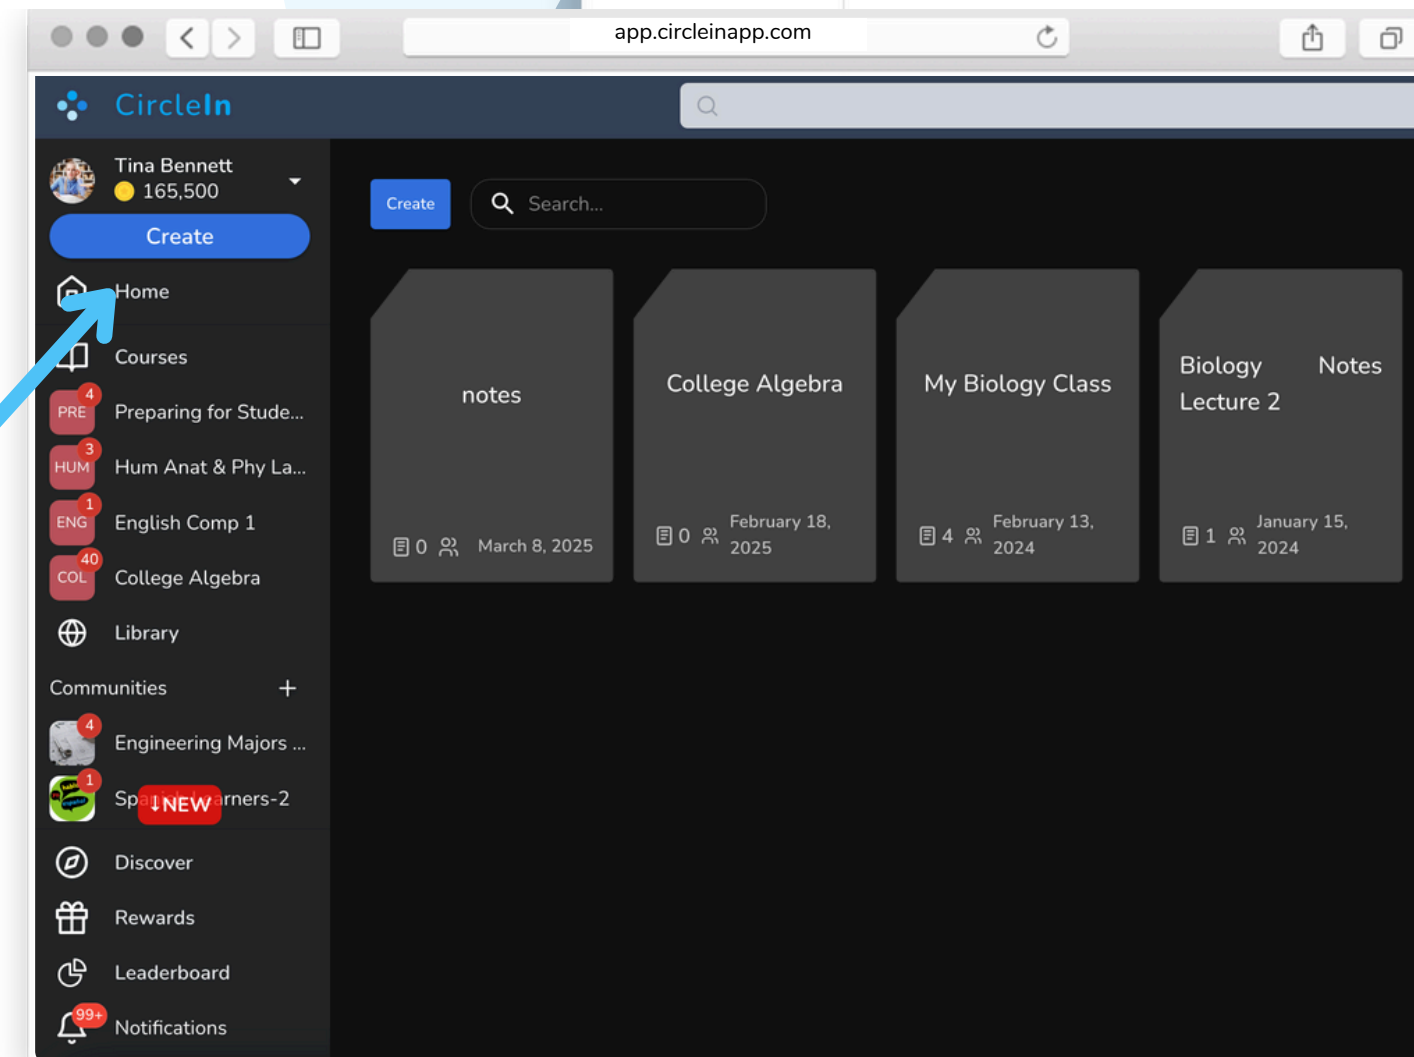 app.circleinapp.com
CircleIn
Tina Bennett
165,500
Create
Home
Courses
4
PRE
Preparing for Stude...
3
HUM
Hum Anat & Phy La...
1
ENG
English Comp 1
40
COL
College Algebra
Library
Communities +
4
Engineering Majors ...
1
Spanish Learners-2
↓NEW
Discover
Rewards
Leaderboard
99+
Notifications
Create
Search...
notes
0
March 8, 2025
College Algebra
0
February 18,
2025
My Biology Class
4
February 13,
2024
Biology Notes
Lecture 2
1
January 15,
2024